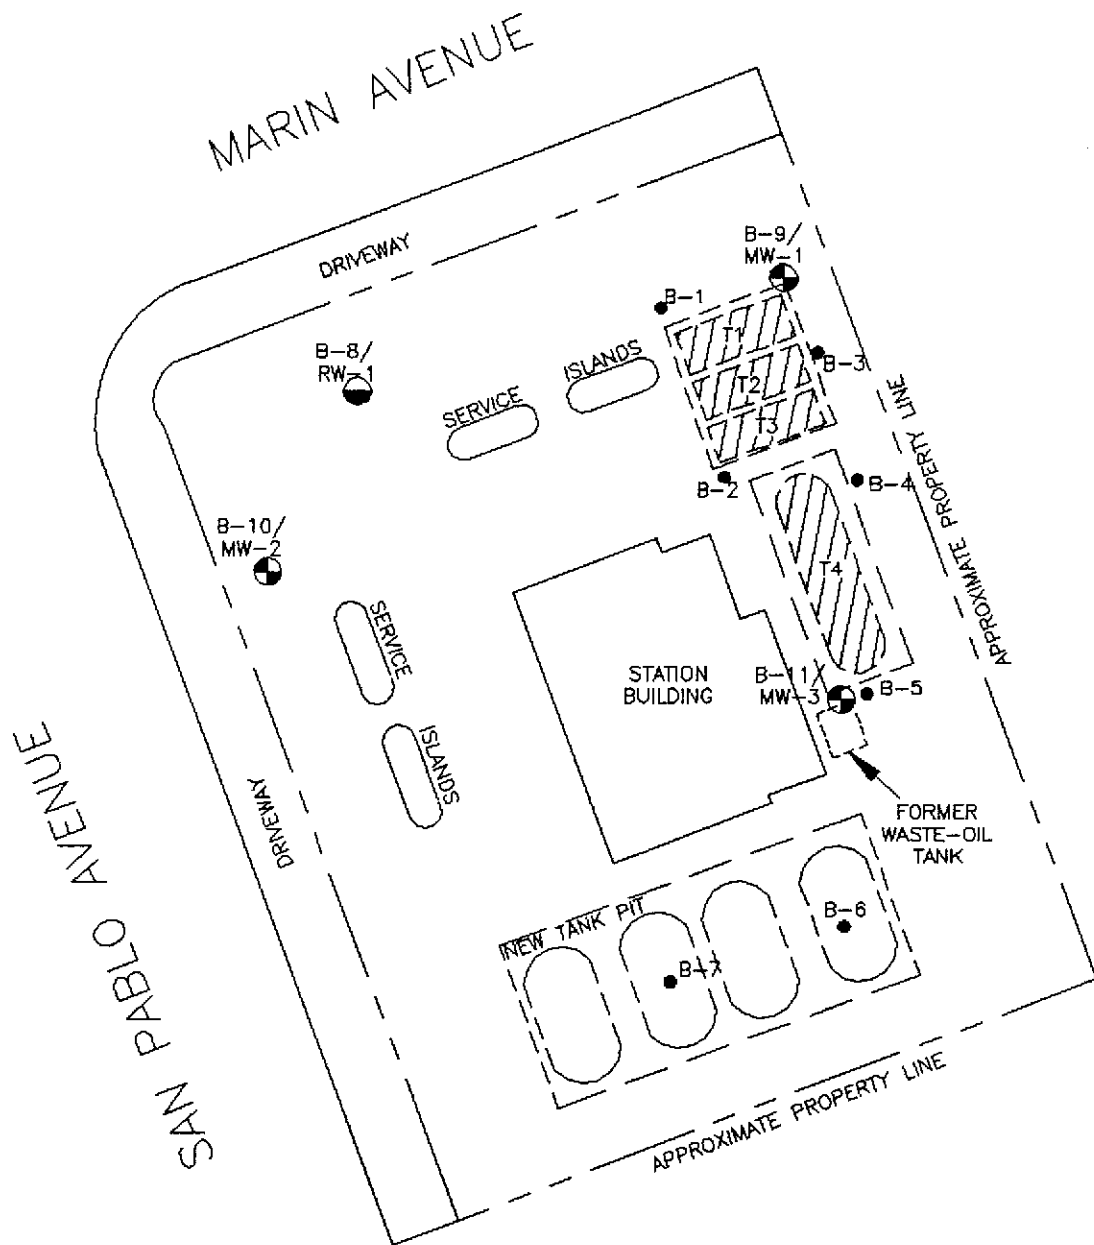 MARIN AVENUE
DRIVEWAY
B-9/
MW-1
B-1
T1
B-8/
RW-1
ISLANDS
B-3
T2
SERVICE
T3
B-2
B-4
APPROXIMATE PROPERTY LINE
B-10/
MW-2
T4
SERVICE
STATION
BUILDING
B-11/
MW-3
B-5
ISLANDS
SAN PABLO AVENUE
DRIVEWAY
FORMER
WASTE-OIL
TANK
NEW TANK PIT
B-6
B-7
APPROXIMATE PROPERTY LINE